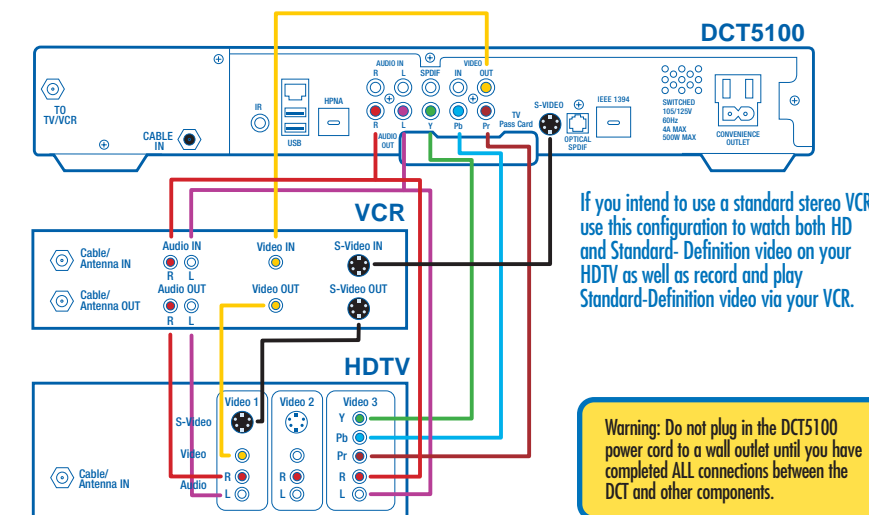 DCT5100
AUDIO IN
VIDEO
R L SPDIF IN OUT
TO
TV/VCR
CABLE
IN
IR
USB
HPNA
R L Y Pb Pr
AUDIO
OUT
TV
Pass Card
S-VIDEO
OPTICAL
SPDIF
IEEE 1394
SWITCHED
105/125V
60Hz
4A MAX
500W MAX
CONVENIENCE
OUTLET
VCR
Cable/
Antenna IN
Audio IN
R L
Video IN
S-Video IN
Cable/
Antenna OUT
Audio OUT
R L
Video OUT
S-Video OUT
If you intend to use a standard stereo VCR
use this configuration to watch both HD
and Standard- Definition video on your
HDTV as well as record and play
Standard-Definition video via your VCR.
HDTV
Video 1 Video 2 Video 3
S-Video
Video
Audio
R
L
R
L
Y
Pb
Pr
R
L
Cable/
Antenna IN
Warning: Do not plug in the DCT5100
power cord to a wall outlet until you have
completed ALL connections between the
DCT and other components.